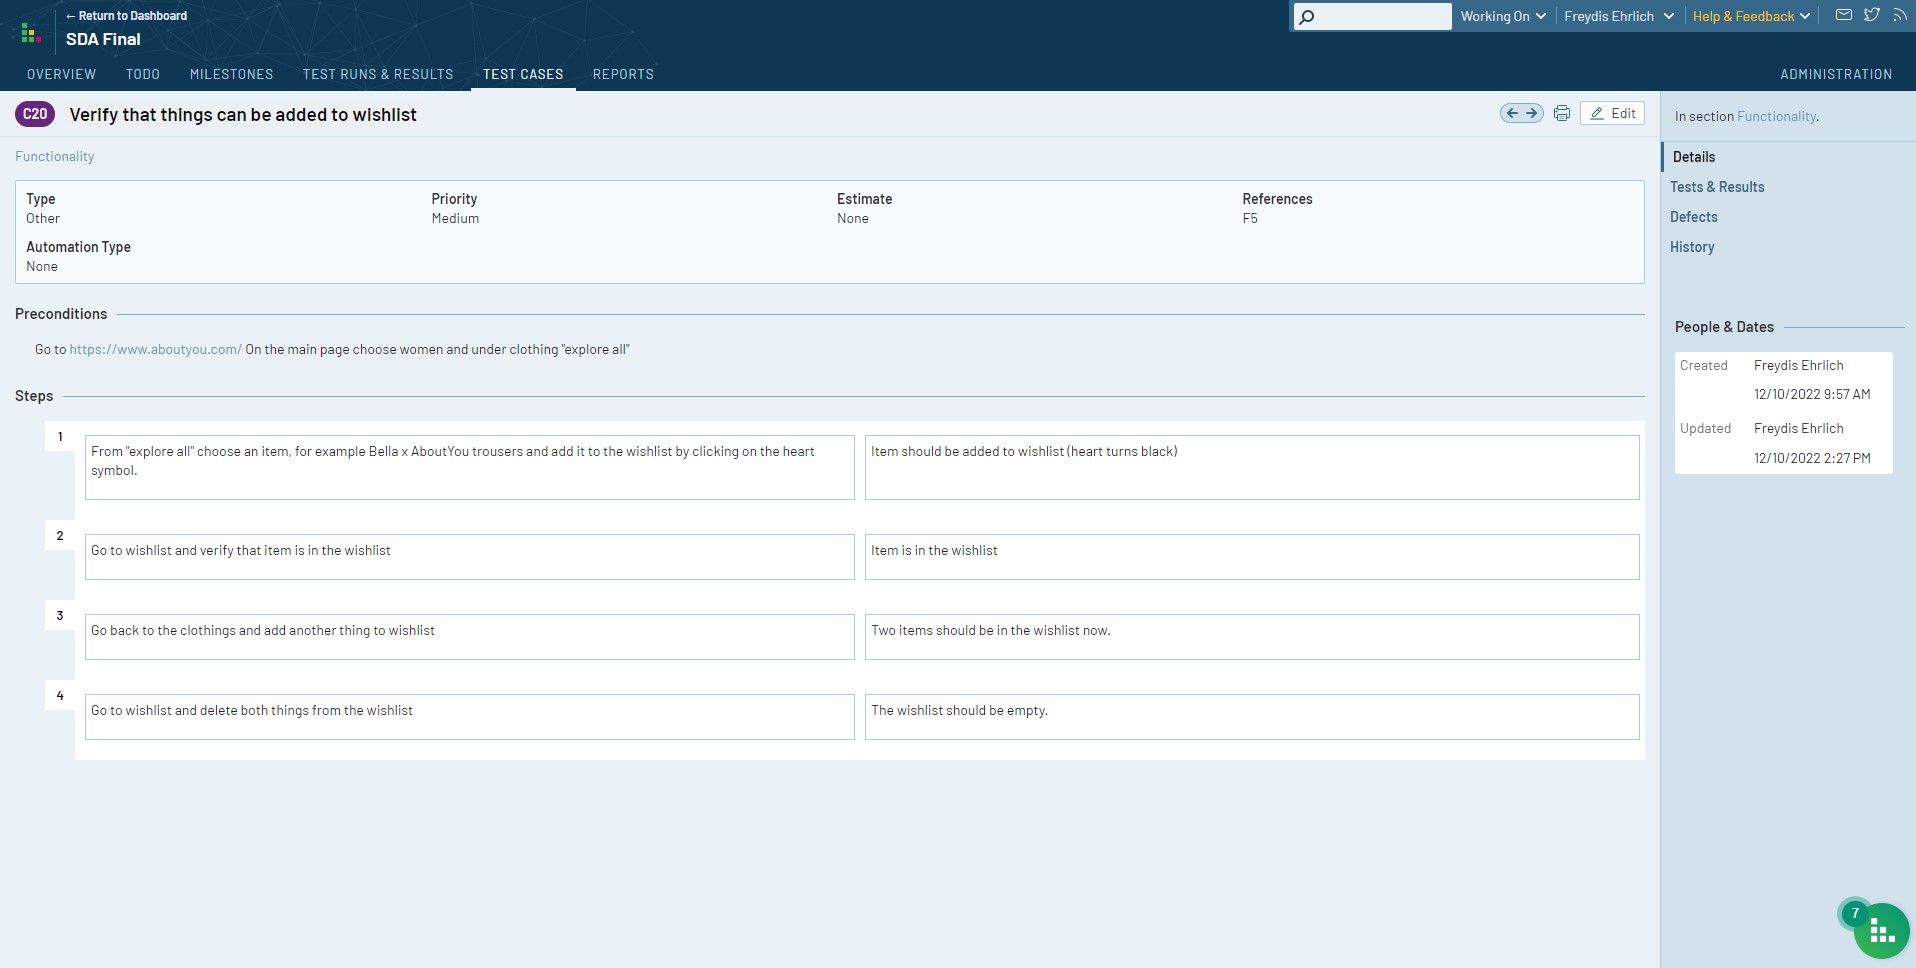 ← Return to Dashboard
SDA Final
Working On
Freydis Ehrlich
Help & Feedback
OVERVIEW
TODO
MILESTONES
TEST RUNS & RESULTS
TEST CASES
REPORTS
ADMINISTRATION
C20
Verify that things can be added to wishlist
Edit
Functionality
Type
Other
Priority
Medium
Estimate
None
References
F5
Automation Type
None
Preconditions
Go to https://www.aboutyou.com/ On the main page choose women and under clothing "explore all"
Steps
1
From "explore all" choose an item, for example Bella x AboutYou trousers and add it to the wishlist by clicking on the heart
symbol.
Item should be added to wishlist (heart turns black)
2
Go to wishlist and verify that item is in the wishlist
Item is in the wishlist
3
Go back to the clothings and add another thing to wishlist
Two items should be in the wishlist now.
4
Go to wishlist and delete both things from the wishlist
The wishlist should be empty.
In section Functionality.
Details
Tests & Results
Defects
History
People & Dates
Created
Freydis Ehrlich
12/10/2022 9:57 AM
Updated
Freydis Ehrlich
12/10/2022 2:27 PM
7